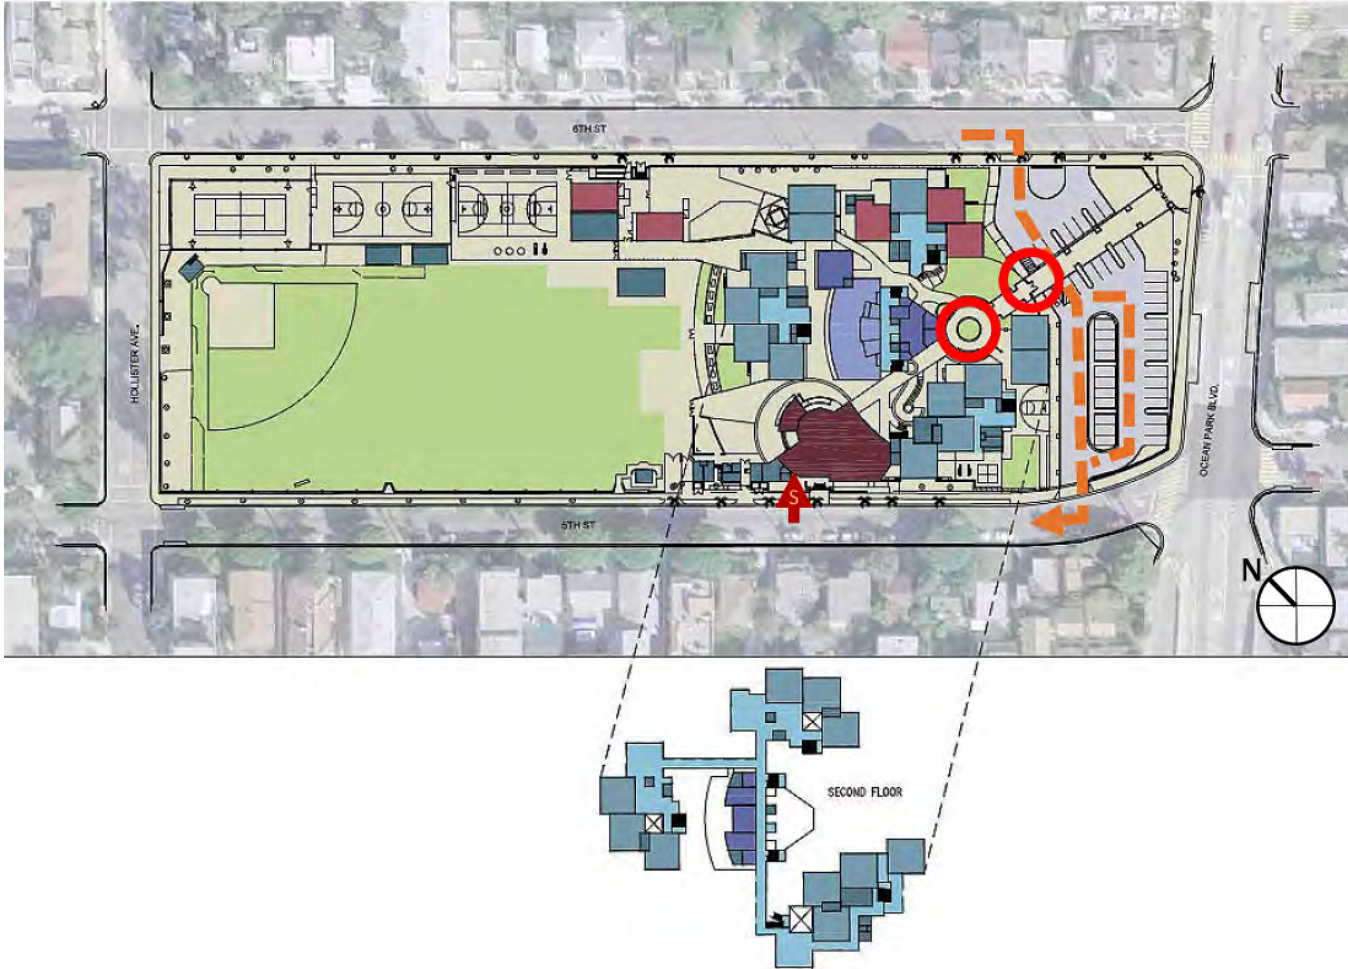 6TH ST
HOLLISTER AVE.
OCEAN PARK BLVD.
S
5TH ST
N
SECOND FLOOR